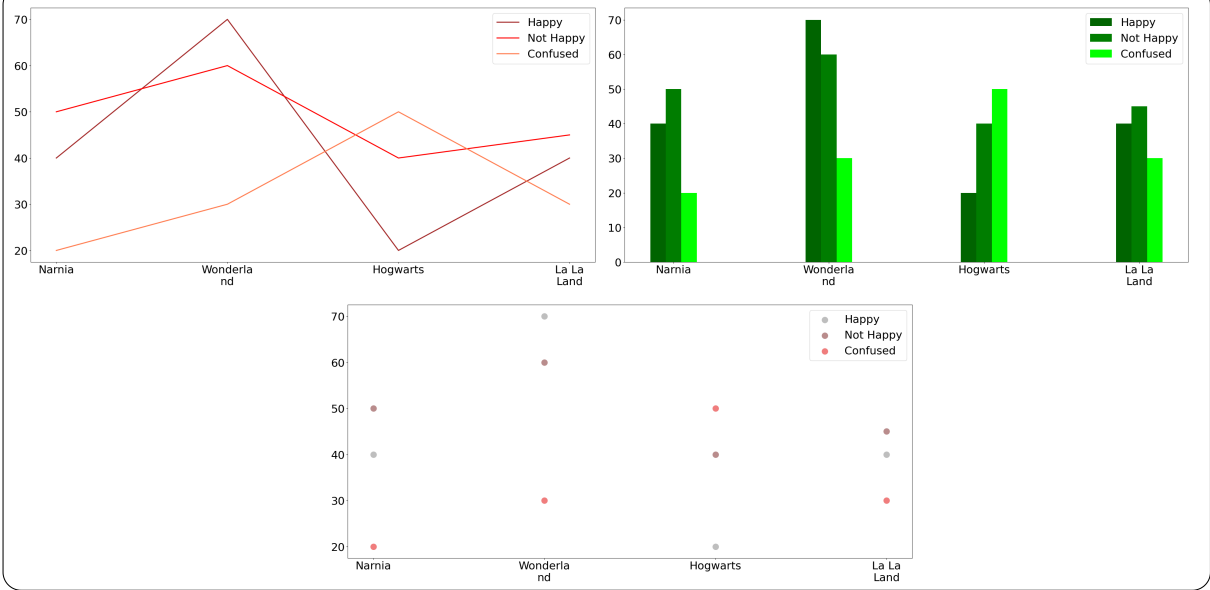 70
60
50
40
30
20
Happy
Not Happy
Confused
Narnia
Wonderla
nd
Hogwarts
La La
Land
70
60
50
40
30
20
10
0
Happy
Not Happy
Confused
Narnia
Wonderla
nd
Hogwarts
La La
Land
70
60
50
40
30
20
Happy
Not Happy
Confused
Narnia
Wonderla
nd
Hogwarts
La La
Land